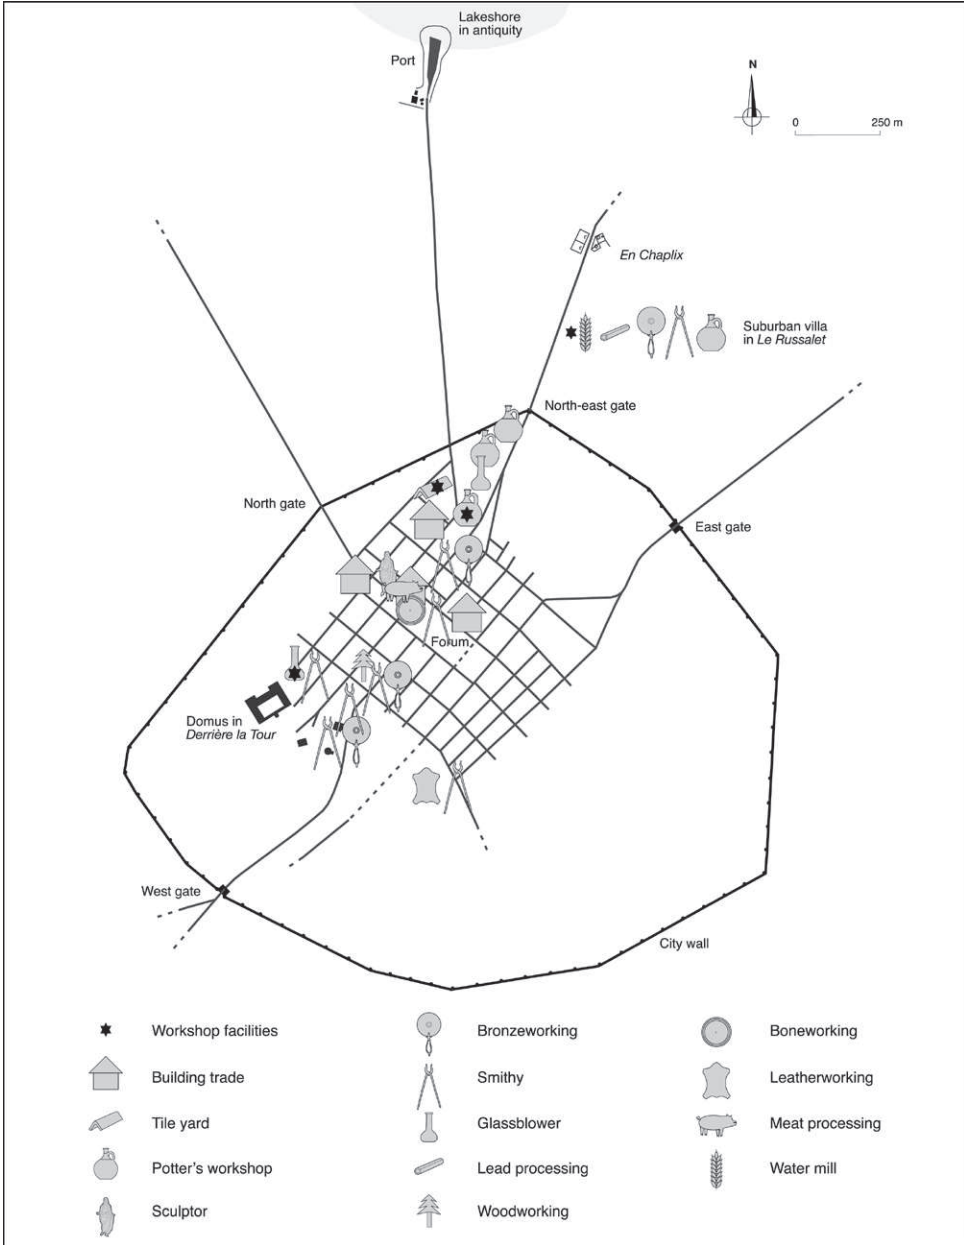 Lakeshore
in antiquity
Port
N
0 250 m
En Chaplix
Suburban villa
in Le Russalet
North-east gate
North gate
East gate
Forum
Domus in
Derrière la Tour
West gate
City wall
Workshop facilities
Bronzeworking
Boneworking
Building trade
Smithy
Leatherworking
Tile yard
Glassblower
Meat processing
Potter's workshop
Lead processing
Water mill
Sculptor
Woodworking